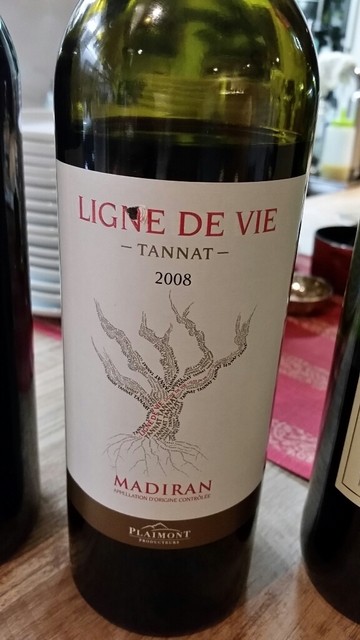 LIGNE DE VIE
– TANNAT –
2008
MADIRAN
APPELLATION D'ORIGINE CONTRÔLÉE
PLAIMONT
PRODUCTEURS